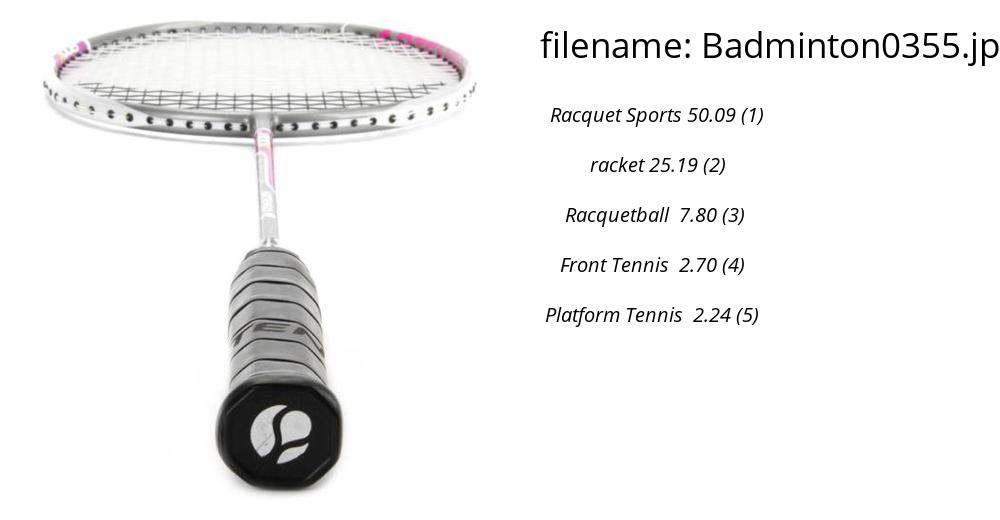 filename: Badminton0355.jp
Racquet Sports 50.09 (1)
racket 25.19 (2)
Racquetball 7.80 (3)
Front Tennis 2.70 (4)
Platform Tennis 2.24 (5)
TEN